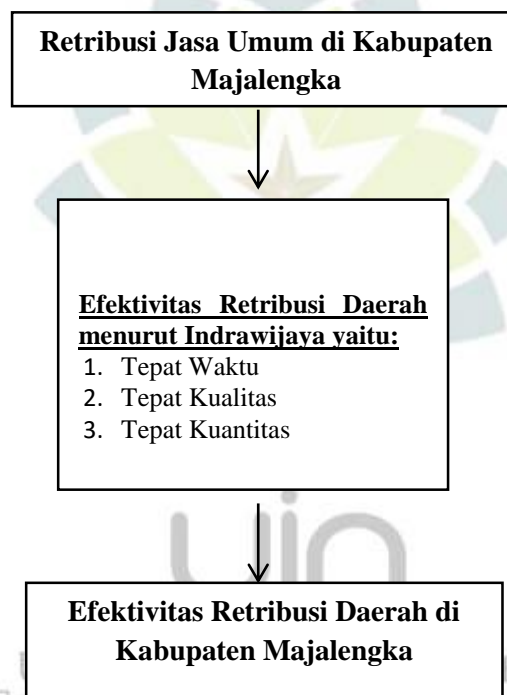 Retribusi Jasa Umum di Kabupaten
Majalengka
Efektivitas Retribusi Daerah
menurut Indrawijaya yaitu:
1. Tepat Waktu
2. Tepat Kualitas
3. Tepat Kuantitas
uin
Efektivitas Retribusi Daerah di
Kabupaten Majalengka